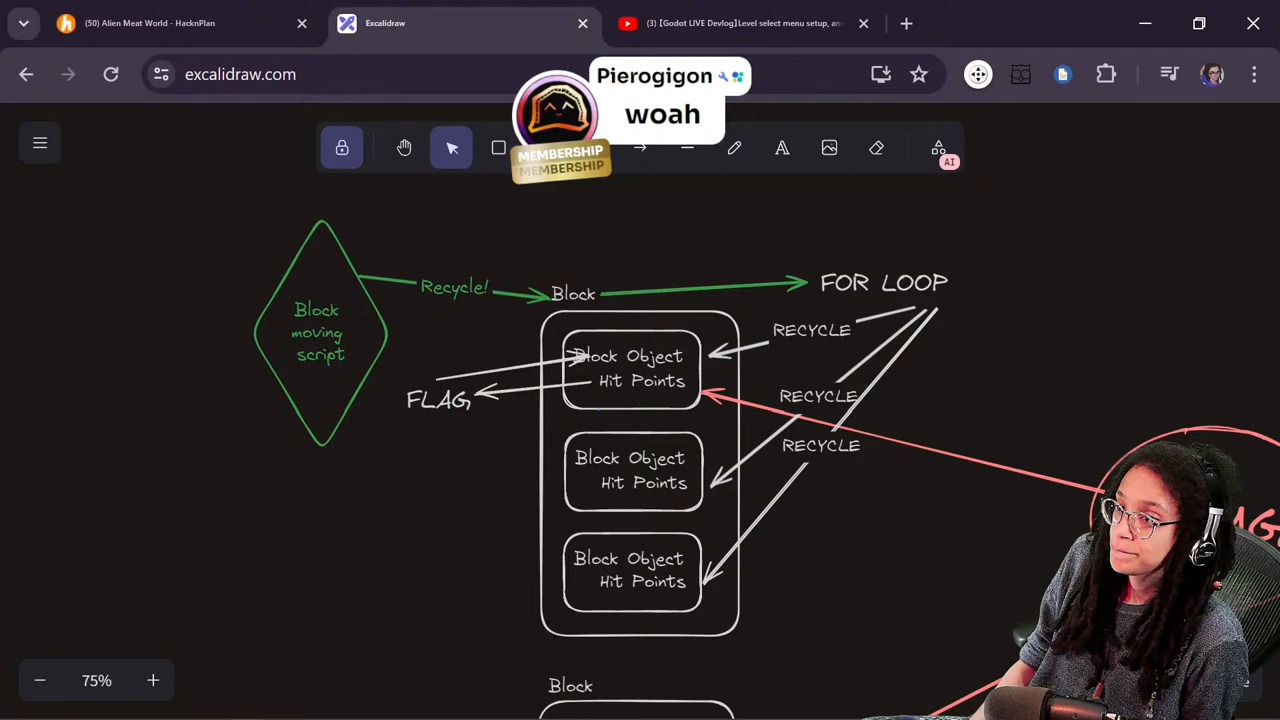 (50) Alien Meat World - HacknPlan
Excalidraw
(3) 【Godot LIVE Devlog】Level select menu setup, an
excalidraw.com
Pierogigon
woah
MEMBERSHIP
MEMBERSHIP
AI
Block
moving
script
Recycle!
Block
FOR LOOP
RECYCLE
Block Object
Hit Points
FLAG
RECYCLE
RECYCLE
Block Object
Hit Points
Block Object
Hit Points
Block
75%